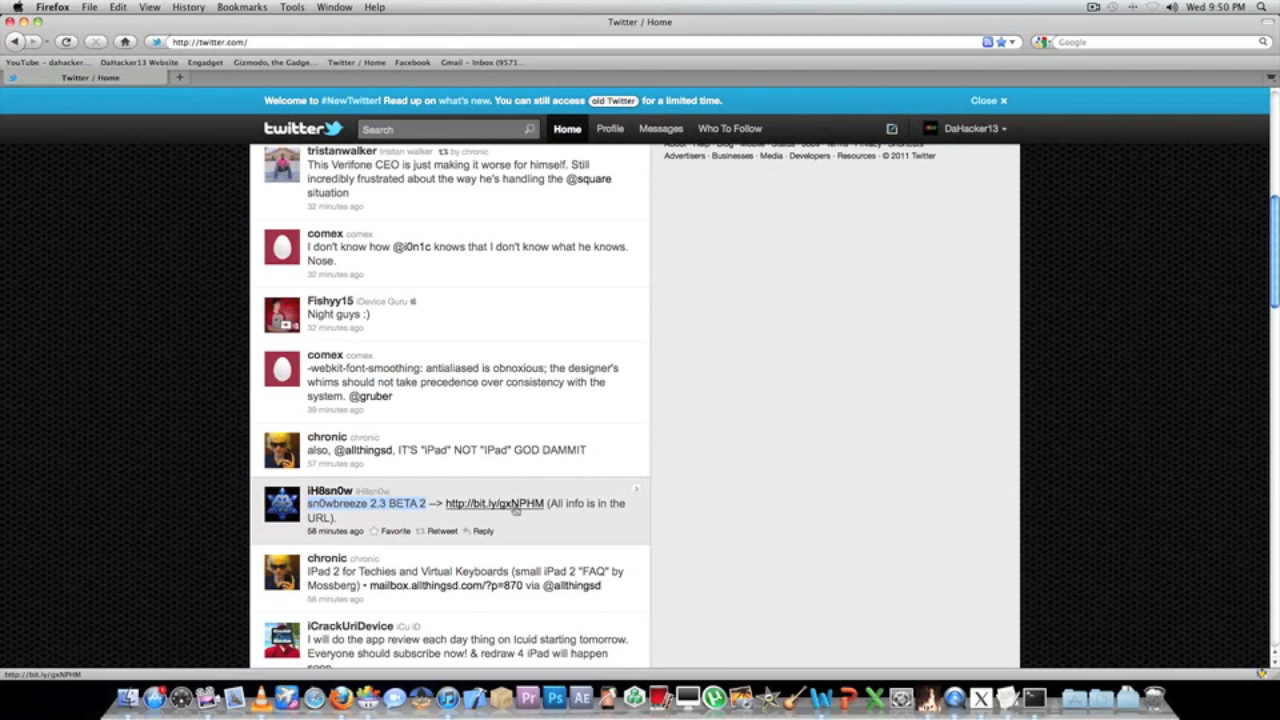 Firefox File Edit View History Bookmarks Tools Window Help
Wed 9:50 PM
Twitter / Home
http://twitter.com/
Google
YouTube – dahacker... DaHacker13 Website Engadget Gizmodo, the Gadge... Twitter / Home Facebook Gmail – Inbox (9571...
Twitter / Home
Welcome to #NewTwitter! Read up on what's new. You can still access old Twitter for a limited time.
Close ×
twitter
Search
Home Profile Messages Who To Follow
DaHacker13
Advertisers · Businesses · Media · Developers · Resources · © 2011 Twitter
tristanwalker tristan walker by chronic
This Verifone CEO is just making it worse for himself. Still
incredibly frustrated about the way he's handling the @square
situation
32 minutes ago
comex comex
I don't know how @i0n1c knows that I don't know what he knows.
Nose.
32 minutes ago
Fishyy15 iDevice Guru
Night guys :)
32 minutes ago
comex comex
-webkit-font-smoothing: antialiased is obnoxious; the designer's
whims should not take precedence over consistency with the
system. @gruber
39 minutes ago
chronic chronic
also, @allthingsd, IT'S "iPad" NOT "IPad" GOD DAMMIT
57 minutes ago
iH8sn0w iH8sn0w
sn0wbreeze 2.3 BETA 2 –> http://bit.ly/gxNPHM (All info is in the
URL).
58 minutes ago Favorite Retweet Reply
chronic chronic
IPad 2 for Techies and Virtual Keyboards (small iPad 2 "FAQ" by
Mossberg) • mailbox.allthingsd.com/?p=870 via @allthingsd
58 minutes ago
iCrackUriDevice iCu iD
I will do the app review each day thing on Icuid starting tomorrow.
Everyone should subscribe now! & redraw 4 iPad will happen
http://bit.ly/gxNPHM
Pr Ps AE